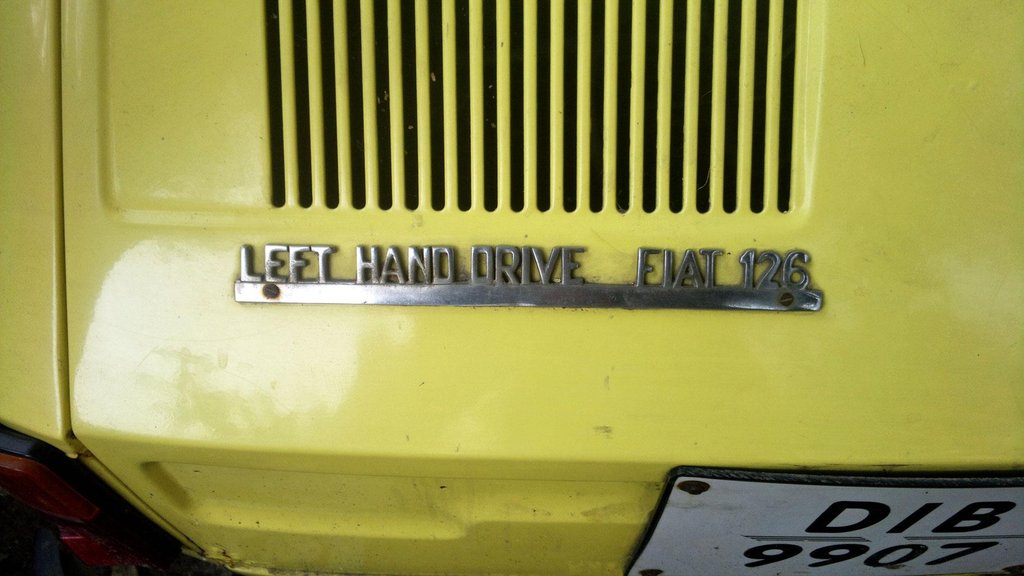 LEFT HAND DRIVE FIAT 126
DIB
9907